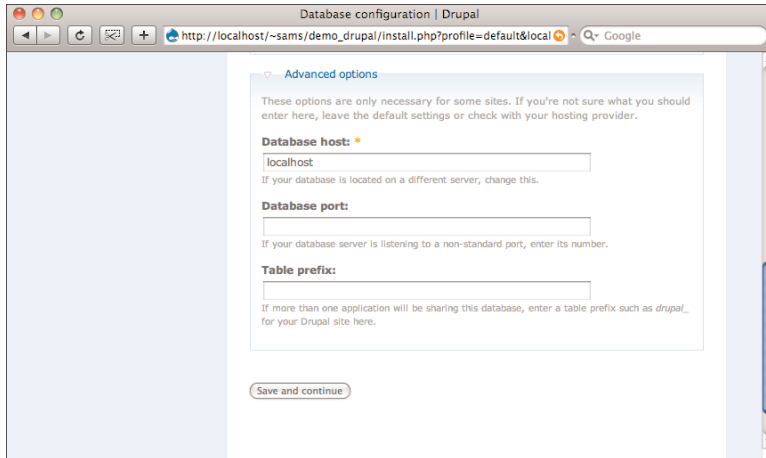 Database configuration | Drupal
http://localhost/~sams/demo_drupal/install.php?profile=default&local
Google
Advanced options
These options are only necessary for some sites. If you're not sure what you should
enter here, leave the default settings or check with your hosting provider.
Database host: *
localhost
If your database is located on a different server, change this.
Database port:
If your database server is listening to a non-standard port, enter its number.
Table prefix:
If more than one application will be sharing this database, enter a table prefix such as drupal_
for your Drupal site here.
Save and continue